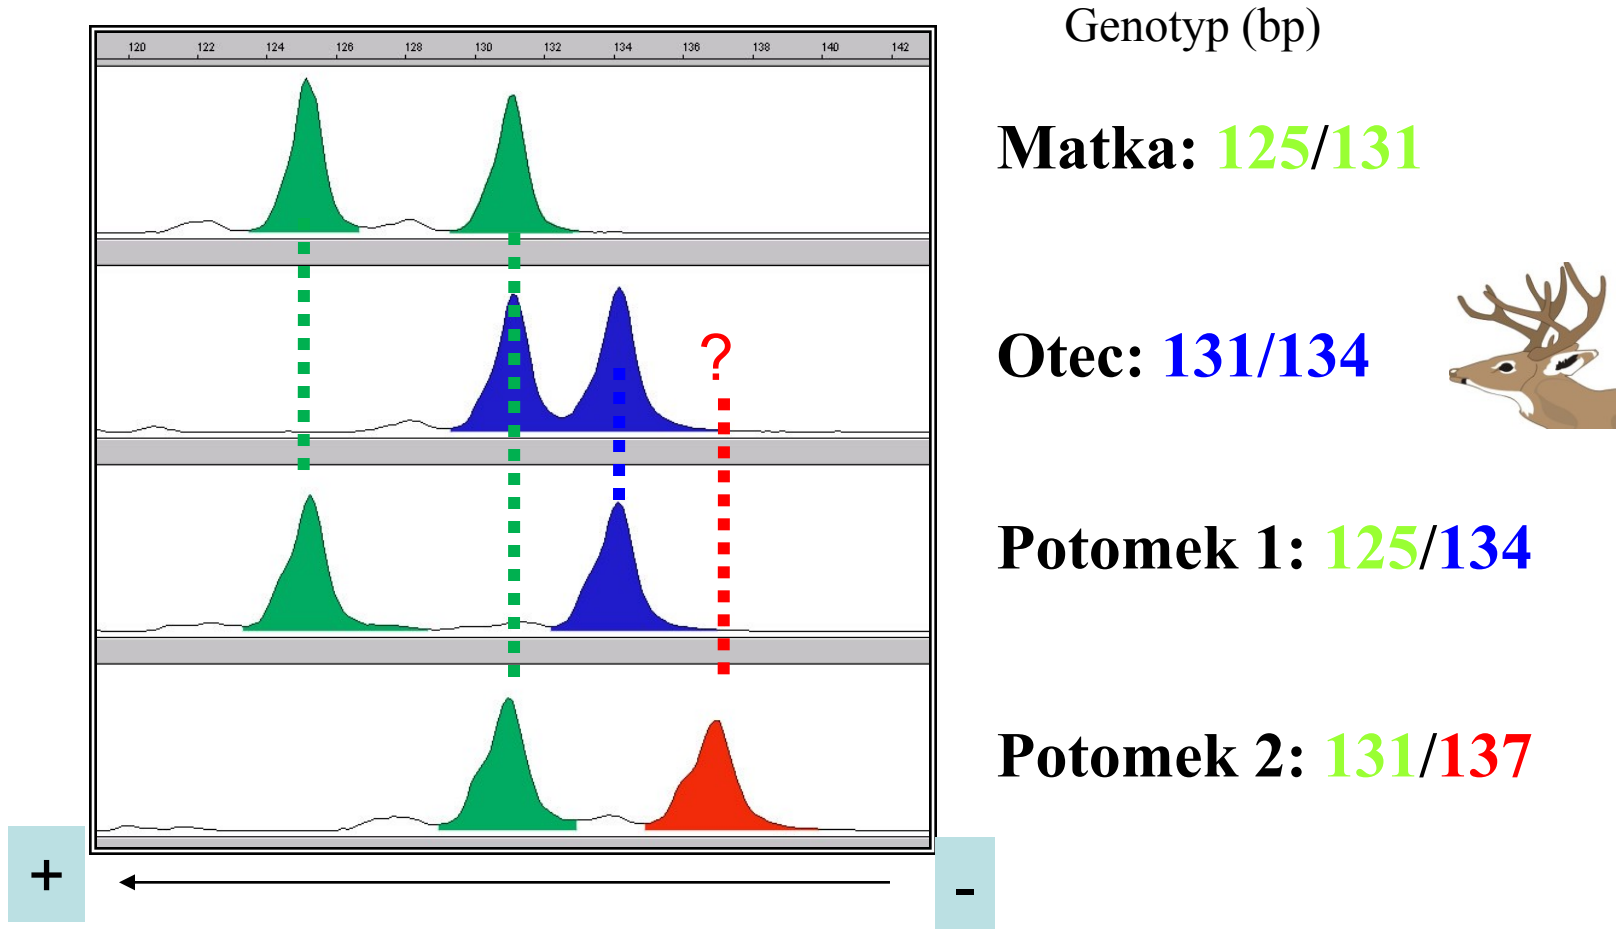 Genotyp (bp)
120 122 124 126 128 130 132 134 136 138 140 142
Matka: 125/131
?
Otec: 131/134
Potomek 1: 125/134
Potomek 2: 131/137
+
-